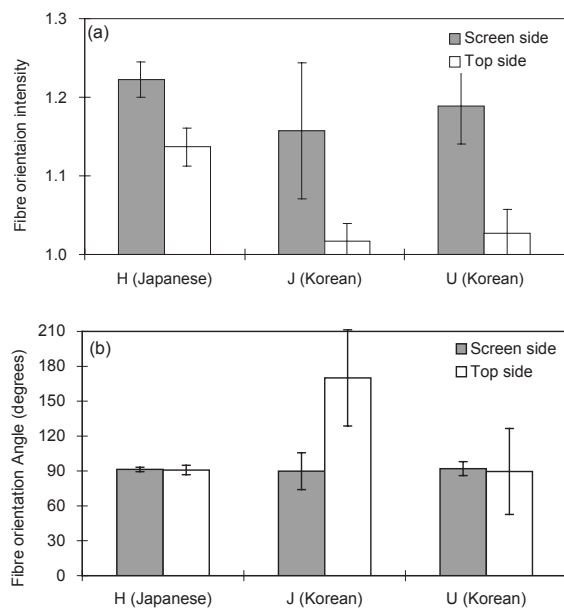 (a)
Screen side
Top side
Fibre orientaion intensity
1.3
1.2
1.1
1.0
H (Japanese) J (Korean) U (Korean)
(b)
Screen side
Top side
Fibre orientation Angle (degrees)
210
180
150
120
90
60
30
0
H (Japanese) J (Korean) U (Korean)